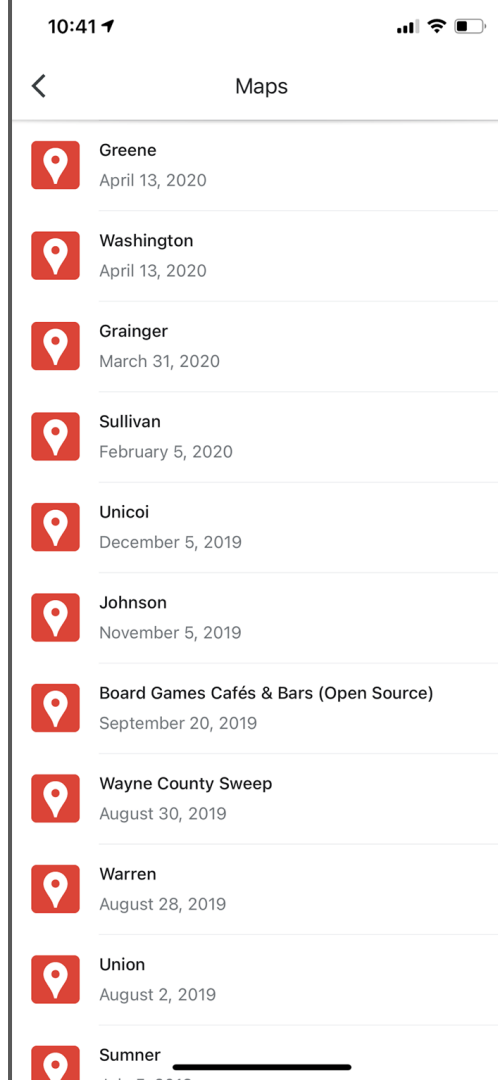 10:41
Maps
Greene
April 13, 2020
Washington
April 13, 2020
Grainger
March 31, 2020
Sullivan
February 5, 2020
Unicoi
December 5, 2019
Johnson
November 5, 2019
Board Games Cafés & Bars (Open Source)
September 20, 2019
Wayne County Sweep
August 30, 2019
Warren
August 28, 2019
Union
August 2, 2019
Sumner